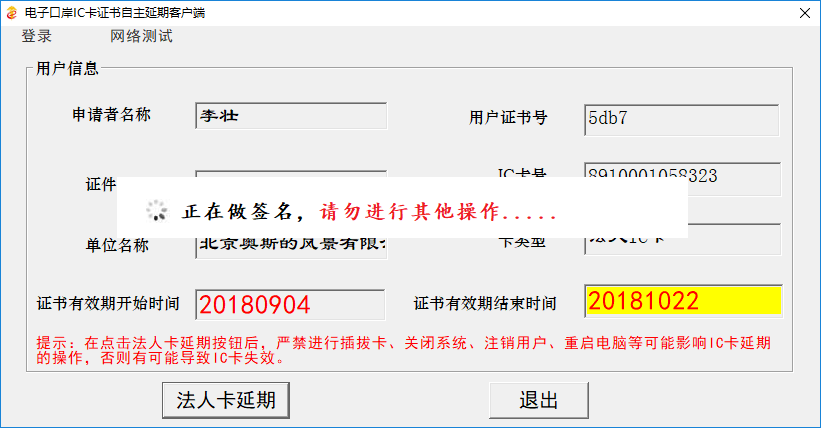 电子口岸IC卡证书自主延期客户端
登录 网络测试
用户信息
申请者名称 李壮 用户证书号 5db7
证件 IC卡号 8910001058323
正在做签名，请勿进行其他操作.....
单位名称 北京奥斯的风景有限 卡类型 法人IC卡
证书有效期开始时间 20180904 证书有效期结束时间 20181022
提示：在点击法人卡延期按钮后，严禁进行插拔卡、关闭系统、注销用户、重启电脑等可能影响IC卡延期
的操作，否则有可能导致IC卡失效。
法人卡延期 退出